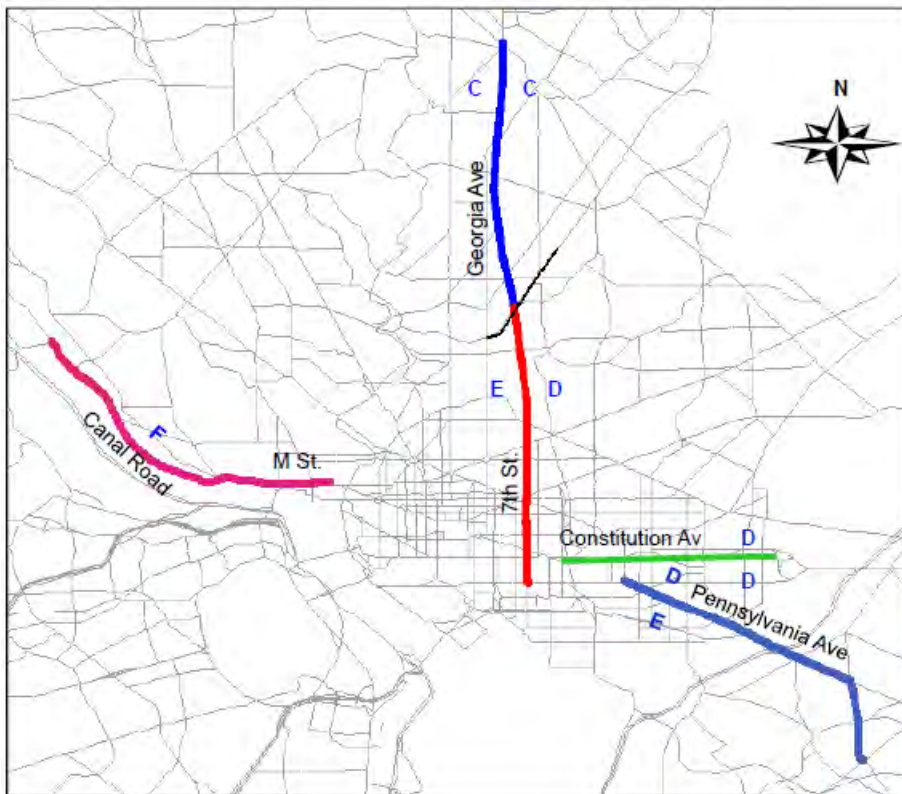 N
C C
Georgia Ave
E D
7th St.
F
Canal Road
M St.
Constitution Av D
D D
E
Pennsylvania Ave